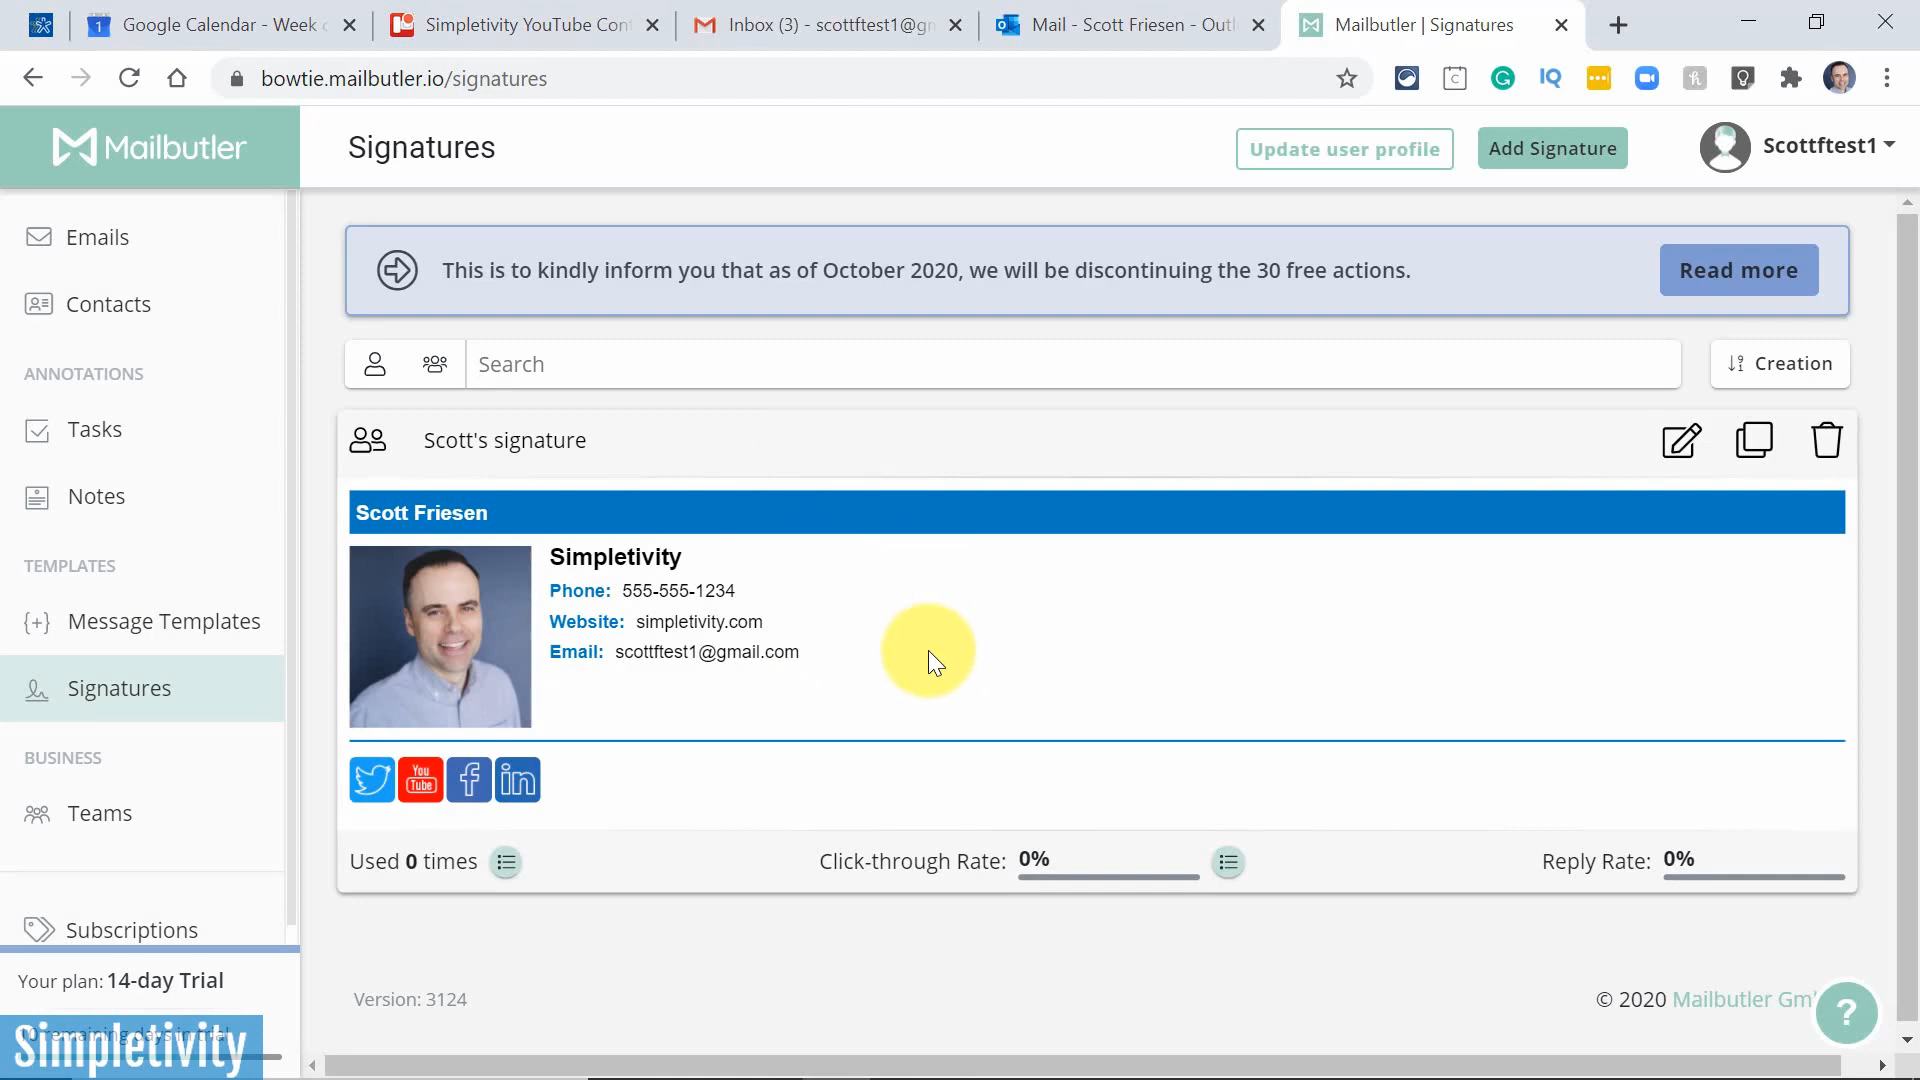 Google Calendar - Week
Simpletivity YouTube Con
Inbox (3) - scottftest1@g
Mail - Scott Friesen - Outl
Mailbutler | Signatures
bowtie.mailbutler.io/signatures
Mailbutler
Signatures
Update user profile
Add Signature
Scottftest1
Emails
Contacts
ANNOTATIONS
Tasks
Notes
TEMPLATES
Message Templates
Signatures
BUSINESS
Teams
Subscriptions
Your plan: 14-day Trial
remaining days in trial
Simpletivity
This is to kindly inform you that as of October 2020, we will be discontinuing the 30 free actions.
Read more
Search
Creation
Scott's signature
Scott Friesen
Simpletivity
Phone: 555-555-1234
Website: simpletivity.com
Email: scottftest1@gmail.com
You
Tube
Used 0 times
Click-through Rate: 0%
Reply Rate: 0%
Version: 3124
© 2020 Mailbutler Gm
?